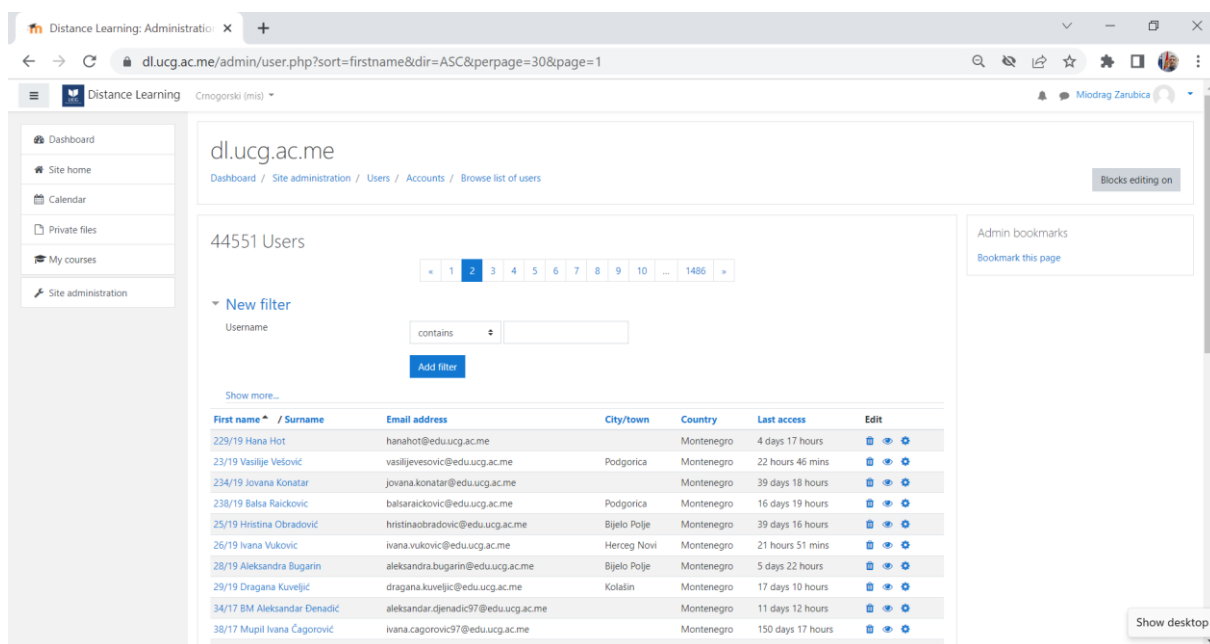 Distance Learning: Administration
dl.ucg.ac.me/admin/user.php?sort=firstname&dir=ASC&perpage=30&page=1
Distance Learning Crnogorski (mis) Miodrag Zarubica
Dashboard
Site home
Calendar
Private files
My courses
Site administration
dl.ucg.ac.me
Dashboard / Site administration / Users / Accounts / Browse list of users
Blocks editing on
44551 Users
« 1 2 3 4 5 6 7 8 9 10 ... 1486 »
New filter
Username contains
Add filter
Show more...
First name / Surname Email address City/town Country Last access Edit
229/19 Hana Hot hanahot@edu.ucg.ac.me Montenegro 4 days 17 hours
23/19 Vasilije Vešović vasilijevesovic@edu.ucg.ac.me Podgorica Montenegro 22 hours 46 mins
234/19 Jovana Konatar jovana.konatar@edu.ucg.ac.me Montenegro 39 days 18 hours
238/19 Balsa Raickovic balsaraickovic@edu.ucg.ac.me Podgorica Montenegro 16 days 19 hours
25/19 Hristina Obradović hristinaobradovic@edu.ucg.ac.me Bijelo Polje Montenegro 39 days 16 hours
26/19 Ivana Vukovic ivana.vukovic@edu.ucg.ac.me Herceg Novi Montenegro 21 hours 51 mins
28/19 Aleksandra Bugarin aleksandra.bugarin@edu.ucg.ac.me Bijelo Polje Montenegro 5 days 22 hours
29/19 Dragana Kuveljić dragana.kuveljic@edu.ucg.ac.me Kolašin Montenegro 17 days 10 hours
34/17 BM Aleksandar Đenadić aleksandar.djenadic97@edu.ucg.ac.me Montenegro 11 days 12 hours
38/17 Mupil Ivana Čagorović ivana.cagorovic97@edu.ucg.ac.me Montenegro 150 days 17 hours
Admin bookmarks
Bookmark this page
Show desktop